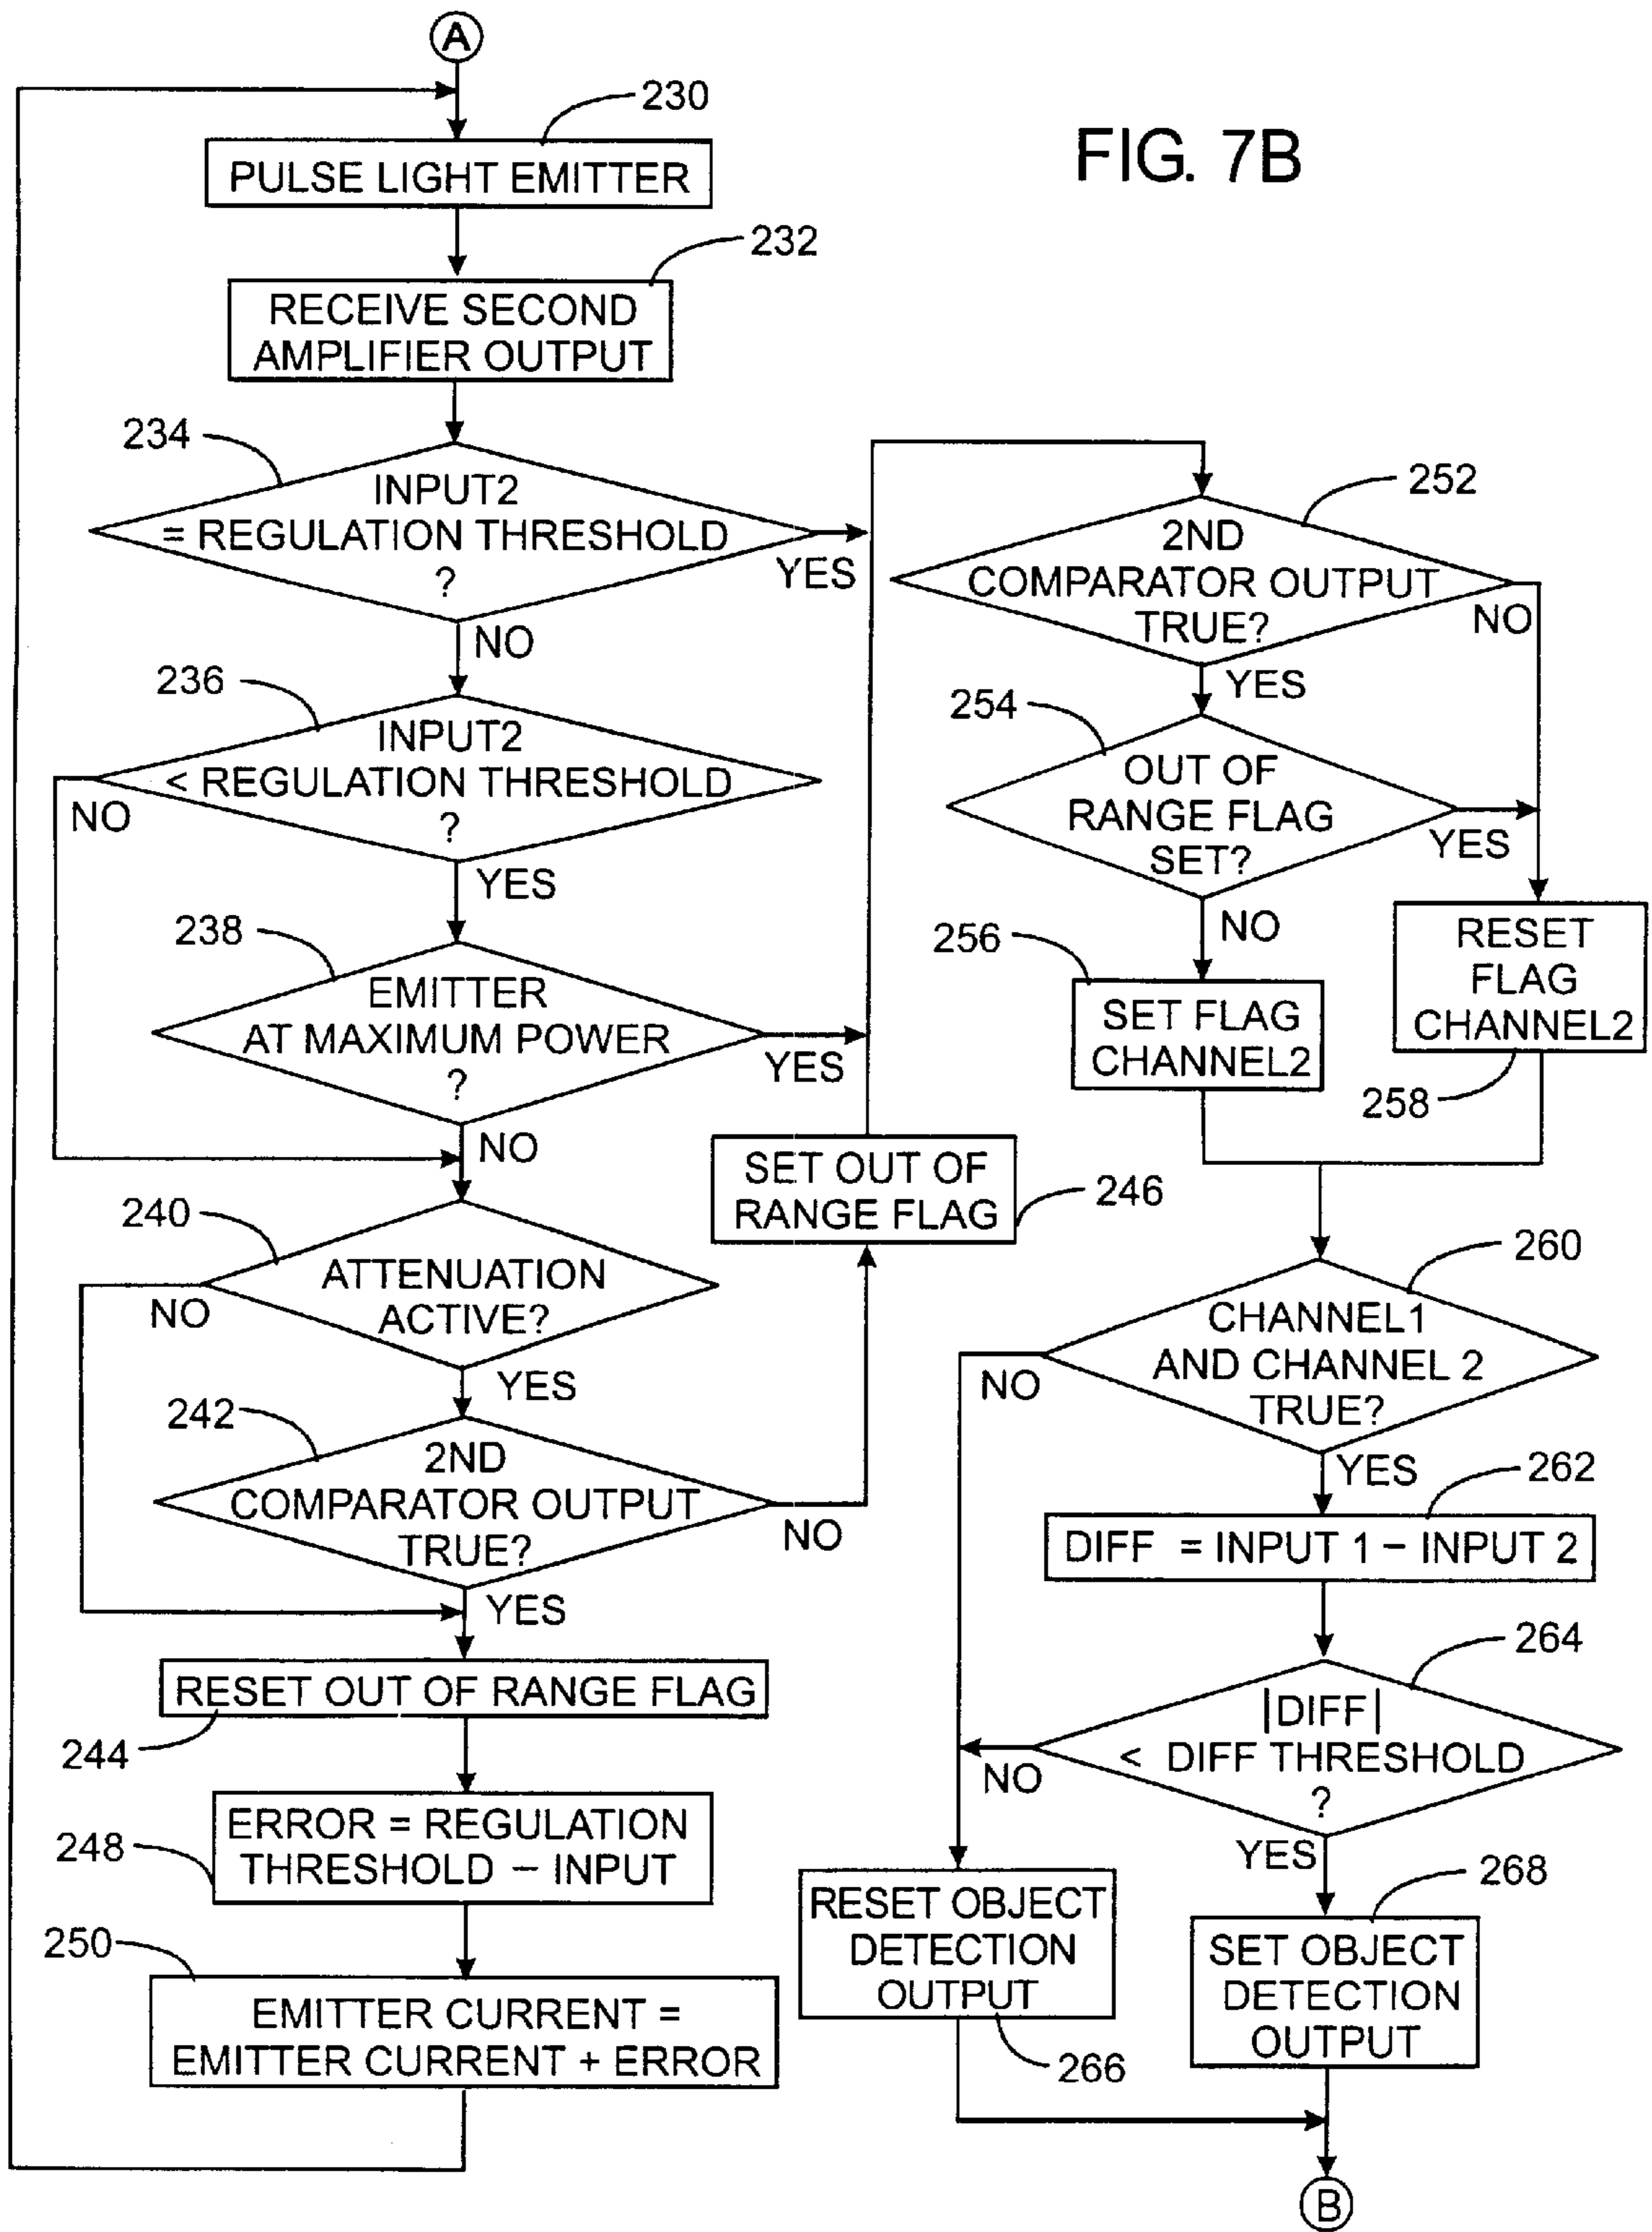 A
230
FIG. 7B
PULSE LIGHT EMITTER
232
RECEIVE SECOND
AMPLIFIER OUTPUT
234
INPUT2
= REGULATION THRESHOLD
?
YES
NO
236
INPUT2
< REGULATION THRESHOLD
?
NO
YES
238
EMITTER
AT MAXIMUM POWER
?
YES
NO
240
ATTENUATION
ACTIVE?
NO
YES
SET OUT OF
RANGE FLAG
246
242
2ND
COMPARATOR OUTPUT
TRUE?
NO
YES
RESET OUT OF RANGE FLAG
244
ERROR = REGULATION
THRESHOLD – INPUT
248
250
EMITTER CURRENT =
EMITTER CURRENT + ERROR
252
2ND
COMPARATOR OUTPUT
TRUE?
NO
YES
254
OUT OF
RANGE FLAG
SET?
YES
NO
256
SET FLAG
CHANNEL2
RESET
FLAG
CHANNEL2
258
260
CHANNEL1
AND CHANNEL 2
TRUE?
NO
YES
262
DIFF = INPUT 1 – INPUT 2
264
|DIFF|
< DIFF THRESHOLD
?
NO
YES
RESET OBJECT
DETECTION
OUTPUT
266
268
SET OBJECT
DETECTION
OUTPUT
B